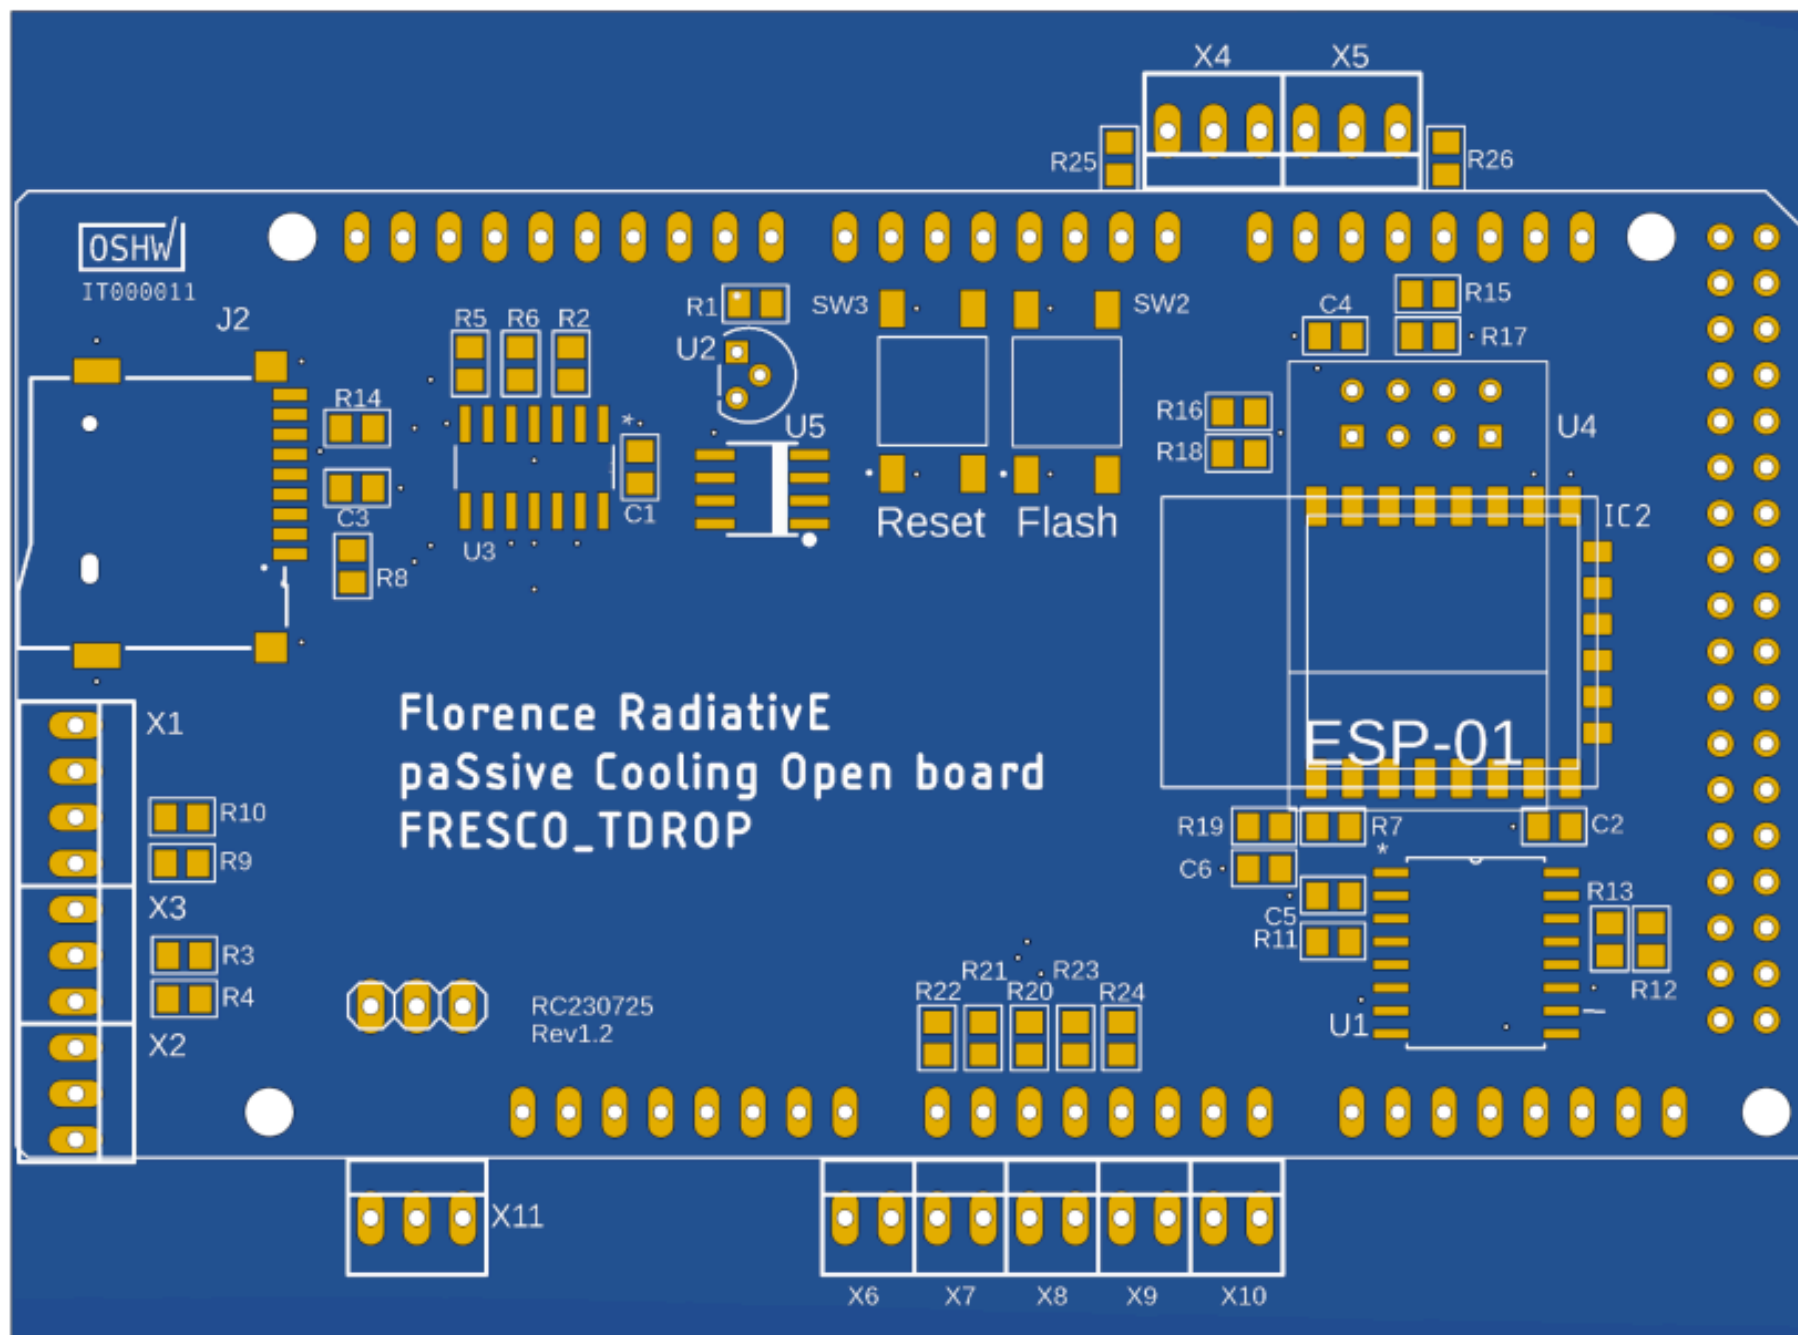 X4 X5
R25 R26
OSHW
IT000011
J2
R5 R6 R2
R1
U2
SW3 SW2
C4
R15
R17
R14
*
U5
R16
R18
U4
C3
U3
C1
Reset Flash
IC2
R8
Florence RadiativE
paSsive Cooling Open board
FRESCO_TDROP
ESP-01
X1
R10
R9
X3
R3
R4
X2
R19 R7 C2
*
C6
C5
R11
R13
R12
U1
RC230725
Rev1.2
R21 R23
R22 R20 R24
X11
X6 X7 X8 X9 X10